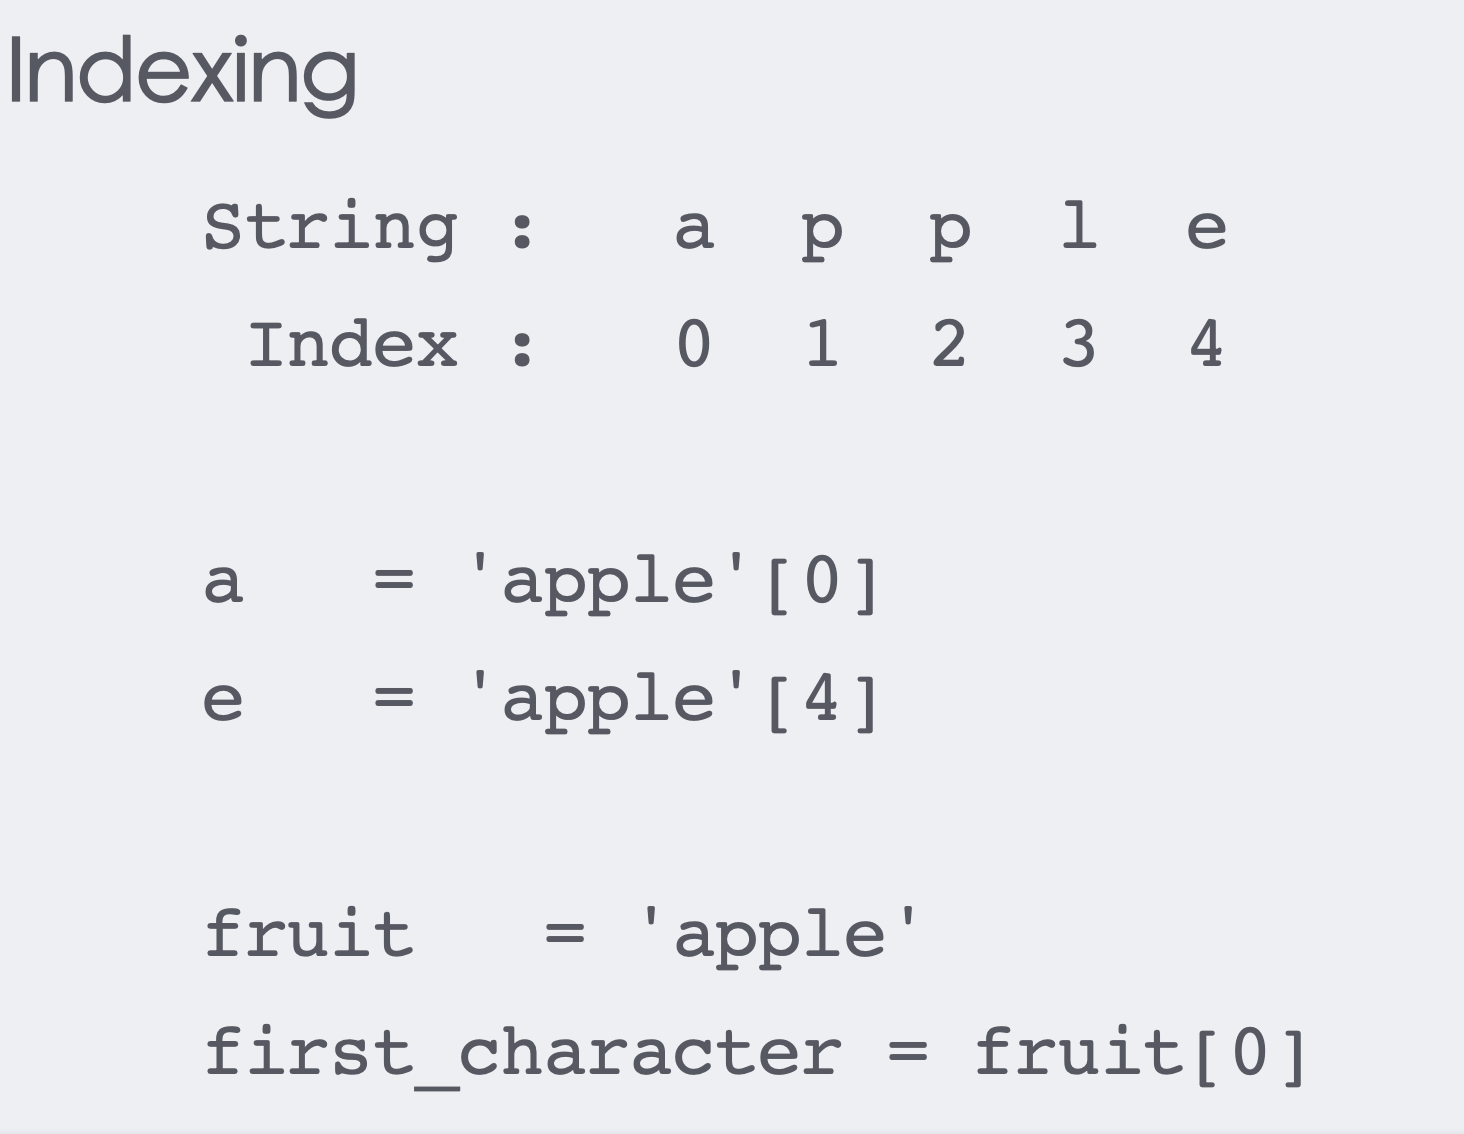 Indexing
String :   a  p  p  l  e
 Index :   0  1  2  3  4
a   = 'apple'[0]
e   = 'apple'[4]
fruit   = 'apple'
first_character = fruit[0]